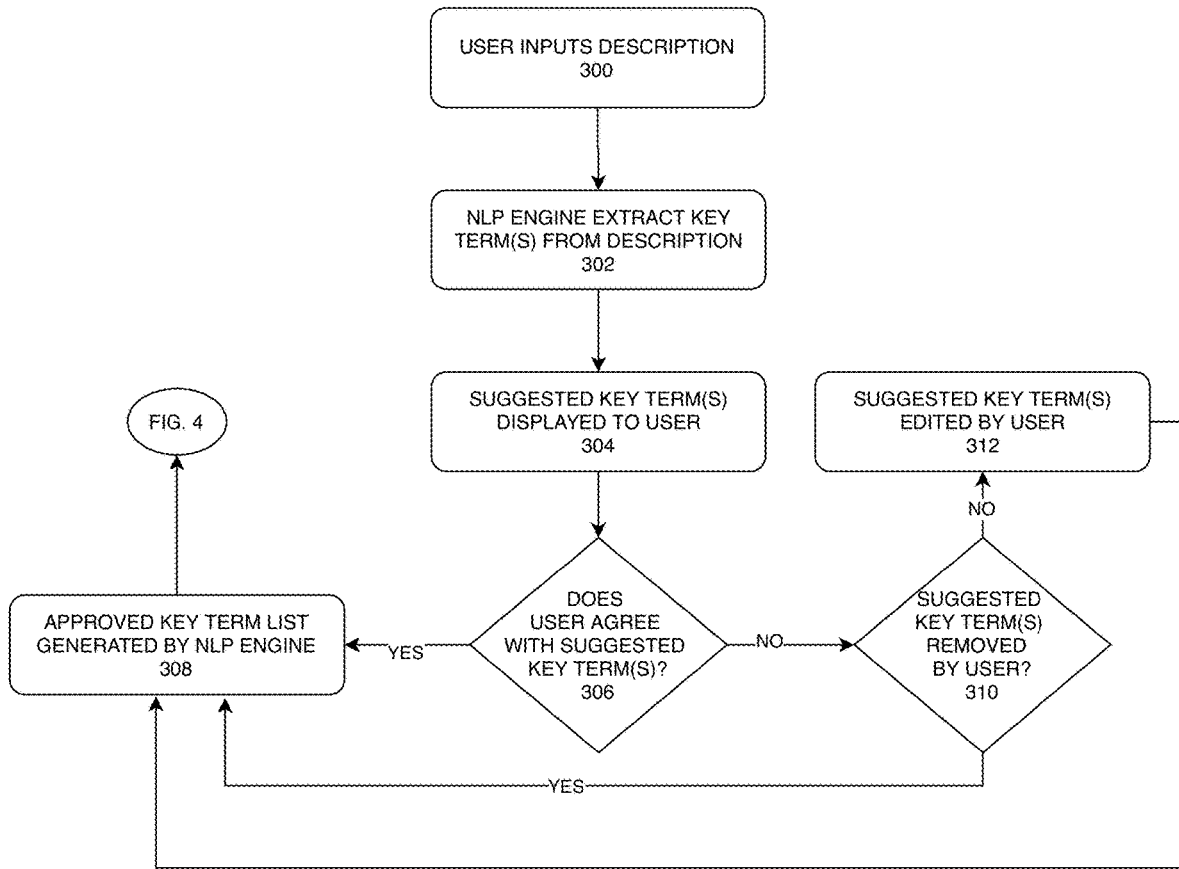 USER INPUTS DESCRIPTION
300
NLP ENGINE EXTRACT KEY
TERM(S) FROM DESCRIPTION
302
SUGGESTED KEY TERM(S)
DISPLAYED TO USER
304
SUGGESTED KEY TERM(S)
EDITED BY USER
312
FIG. 4
NO
DOES
USER AGREE
WITH SUGGESTED
KEY TERM(S)?
306
SUGGESTED
KEY TERM(S)
REMOVED
BY USER?
310
APPROVED KEY TERM LIST
GENERATED BY NLP ENGINE
308
YES
NO
YES